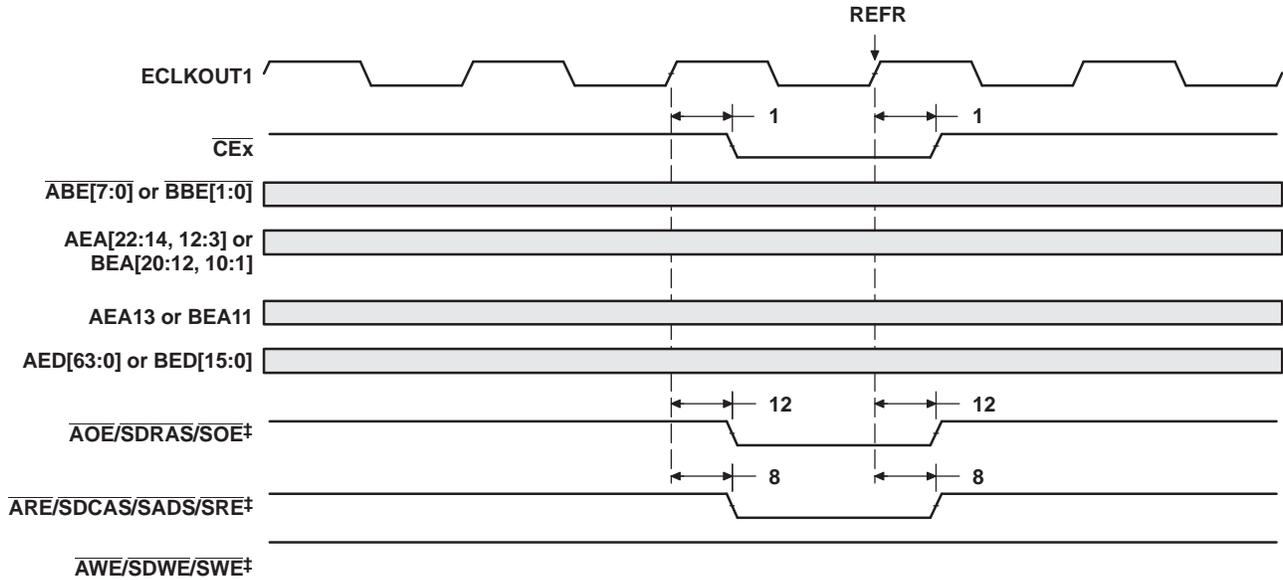 REFR
ECLKOUT1
1 1
CEx
ABE[7:0] or BBE[1:0]
AEA[22:14, 12:3] or
BEA[20:12, 10:1]
AEA13 or BEA11
AED[63:0] or BED[15:0]
12 12
AOE/SDRAS/SOE‡
8 8
ARE/SDCAS/SADS/SRE‡
AWE/SDWE/SWE‡